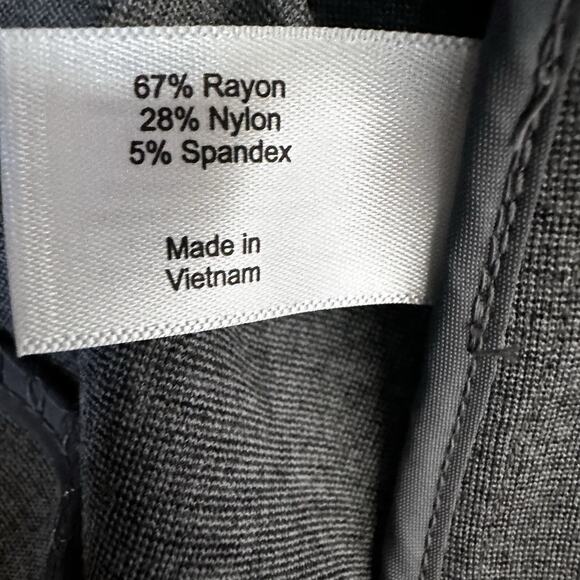 67% Rayon
28% Nylon
5% Spandex
Made in
Vietnam